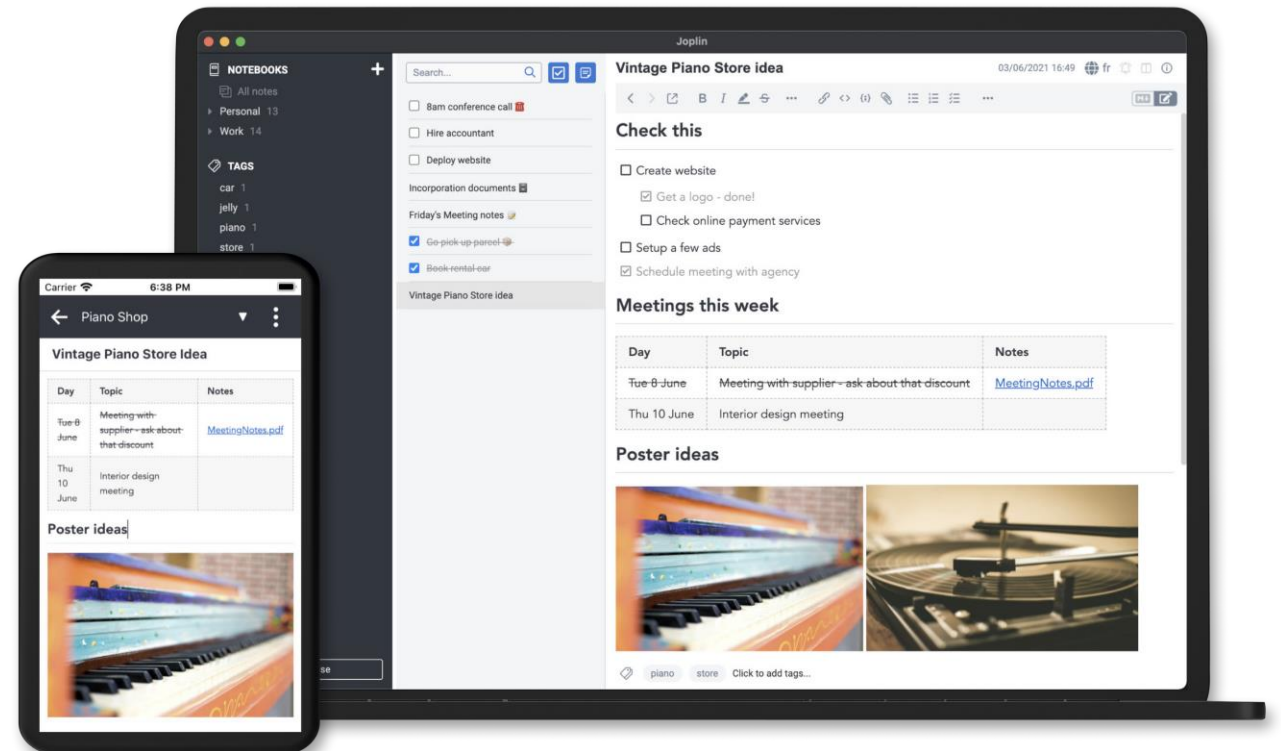 Joplin
NOTEBOOKS
All notes
Personal 13
Work 14
TAGS
car 1
jelly 1
piano 1
store 1
se
Search...
8am conference call
Hire accountant
Deploy website
Incorporation documents
Friday's Meeting notes
Go pick up parcel
Book rental car
Vintage Piano Store idea
Vintage Piano Store idea
03/06/2021 16:49 fr
B I S
Check this
Create website
Get a logo - done!
Check online payment services
Setup a few ads
Schedule meeting with agency
Meetings this week
Day Topic Notes
Tue 8 June Meeting with supplier - ask about that discount MeetingNotes.pdf
Thu 10 June Interior design meeting
Poster ideas
piano store Click to add tags...
Carrier 6:38 PM
Piano Shop
Vintage Piano Store Idea
Day Topic Notes
Tue 8
June
Meeting with
supplier - ask about
that discount
MeetingNotes.pdf
Thu
10
June
Interior design
meeting
Poster ideas